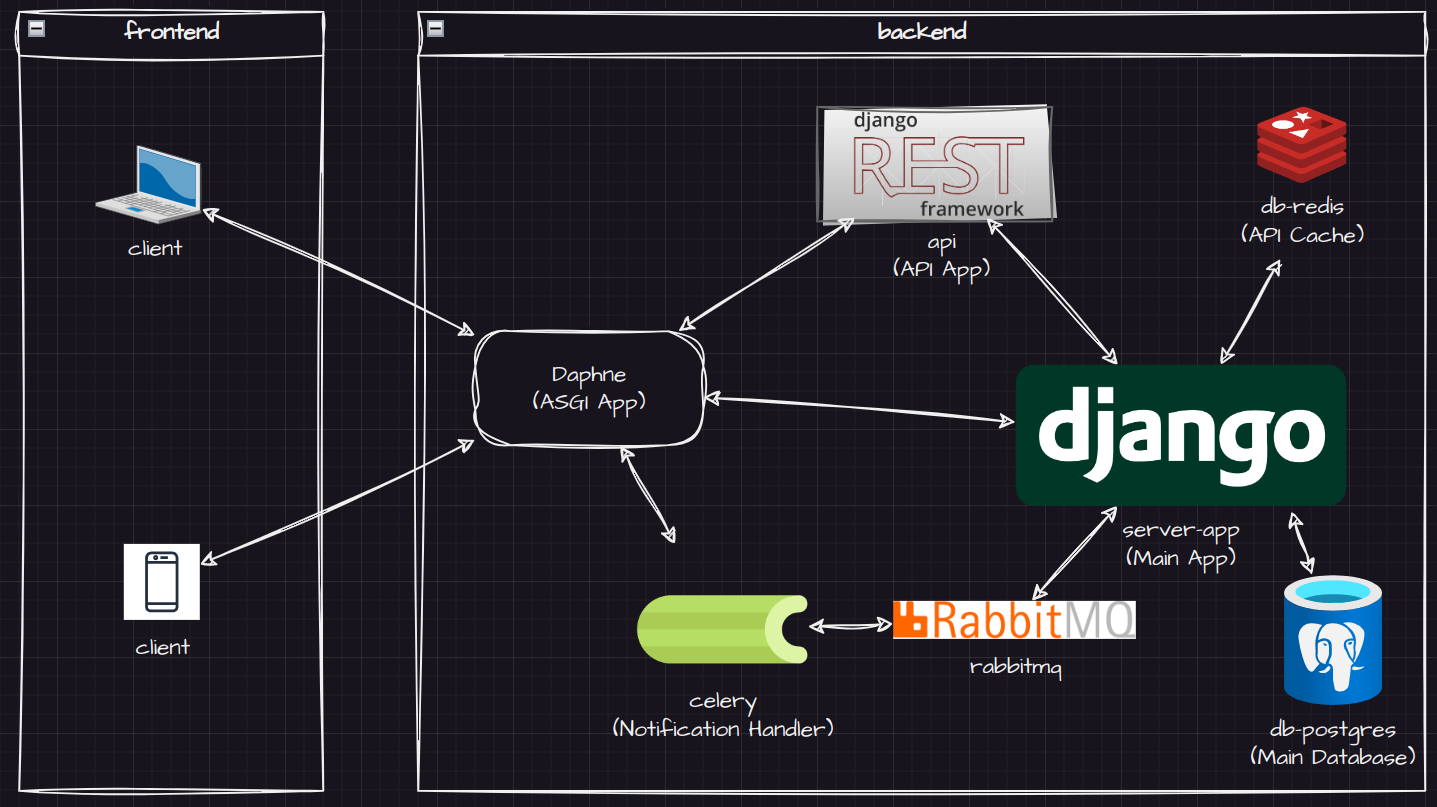 frontend
backend
client
client
Daphne
(ASGI App)
django
REST
framework
api
(API App)
db-redis
(API Cache)
django
server-app
(Main App)
celery
(Notification Handler)
RabbitMQ
rabbitmq
db-postgres
(Main Database)